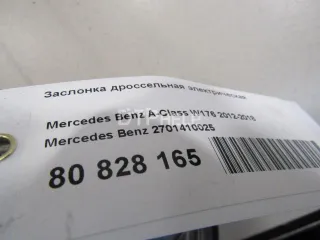 Заслонка дроссельная электрическая
Mercedes Benz A-Class W176 2012-2018
Mercedes Benz 2701410025
80 828 165